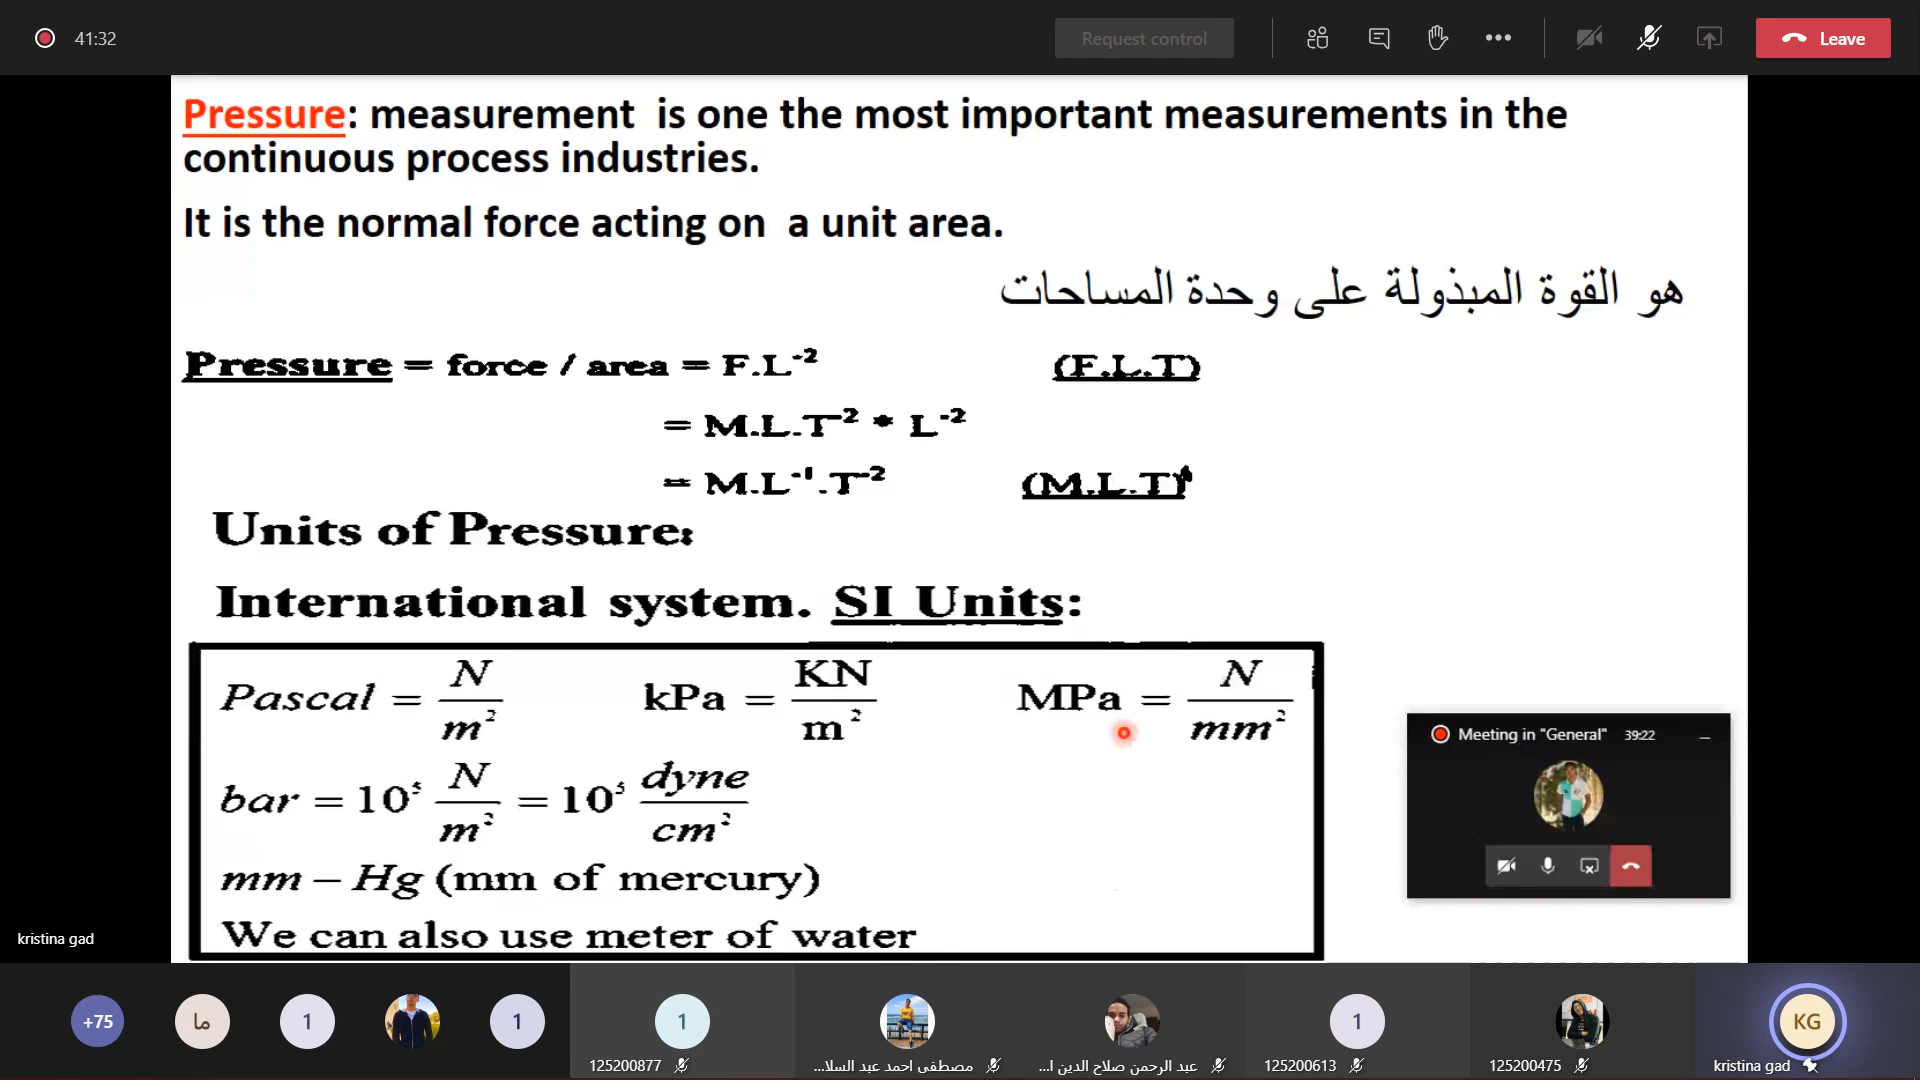 41:32
Request control
Leave
Pressure: measurement is one the most important measurements in the
continuous process industries.
It is the normal force acting on a unit area.
هو القوة المبذولة على وحدة المساحات
Pressure = force / area = F.L⁻² (F.L.T)
= M.L.T⁻² * L⁻²
= M.L⁻¹.T⁻² (M.L.T)
Units of Pressure:
International system. SI Units:
Pascal = N/m² kPa = KN/m² MPa = N/mm²
bar = 10⁵ N/m² = 10⁵ dyne/cm²
mm – Hg (mm of mercury)
We can also use meter of water
Meeting in "General" 39:22
kristina gad
+75
ما
1
1
1
125200877
مصطفى احمد عبد السلا...
عبد الرحمن صلاح الدين ا...
1
125200613
125200475
KG
kristina gad